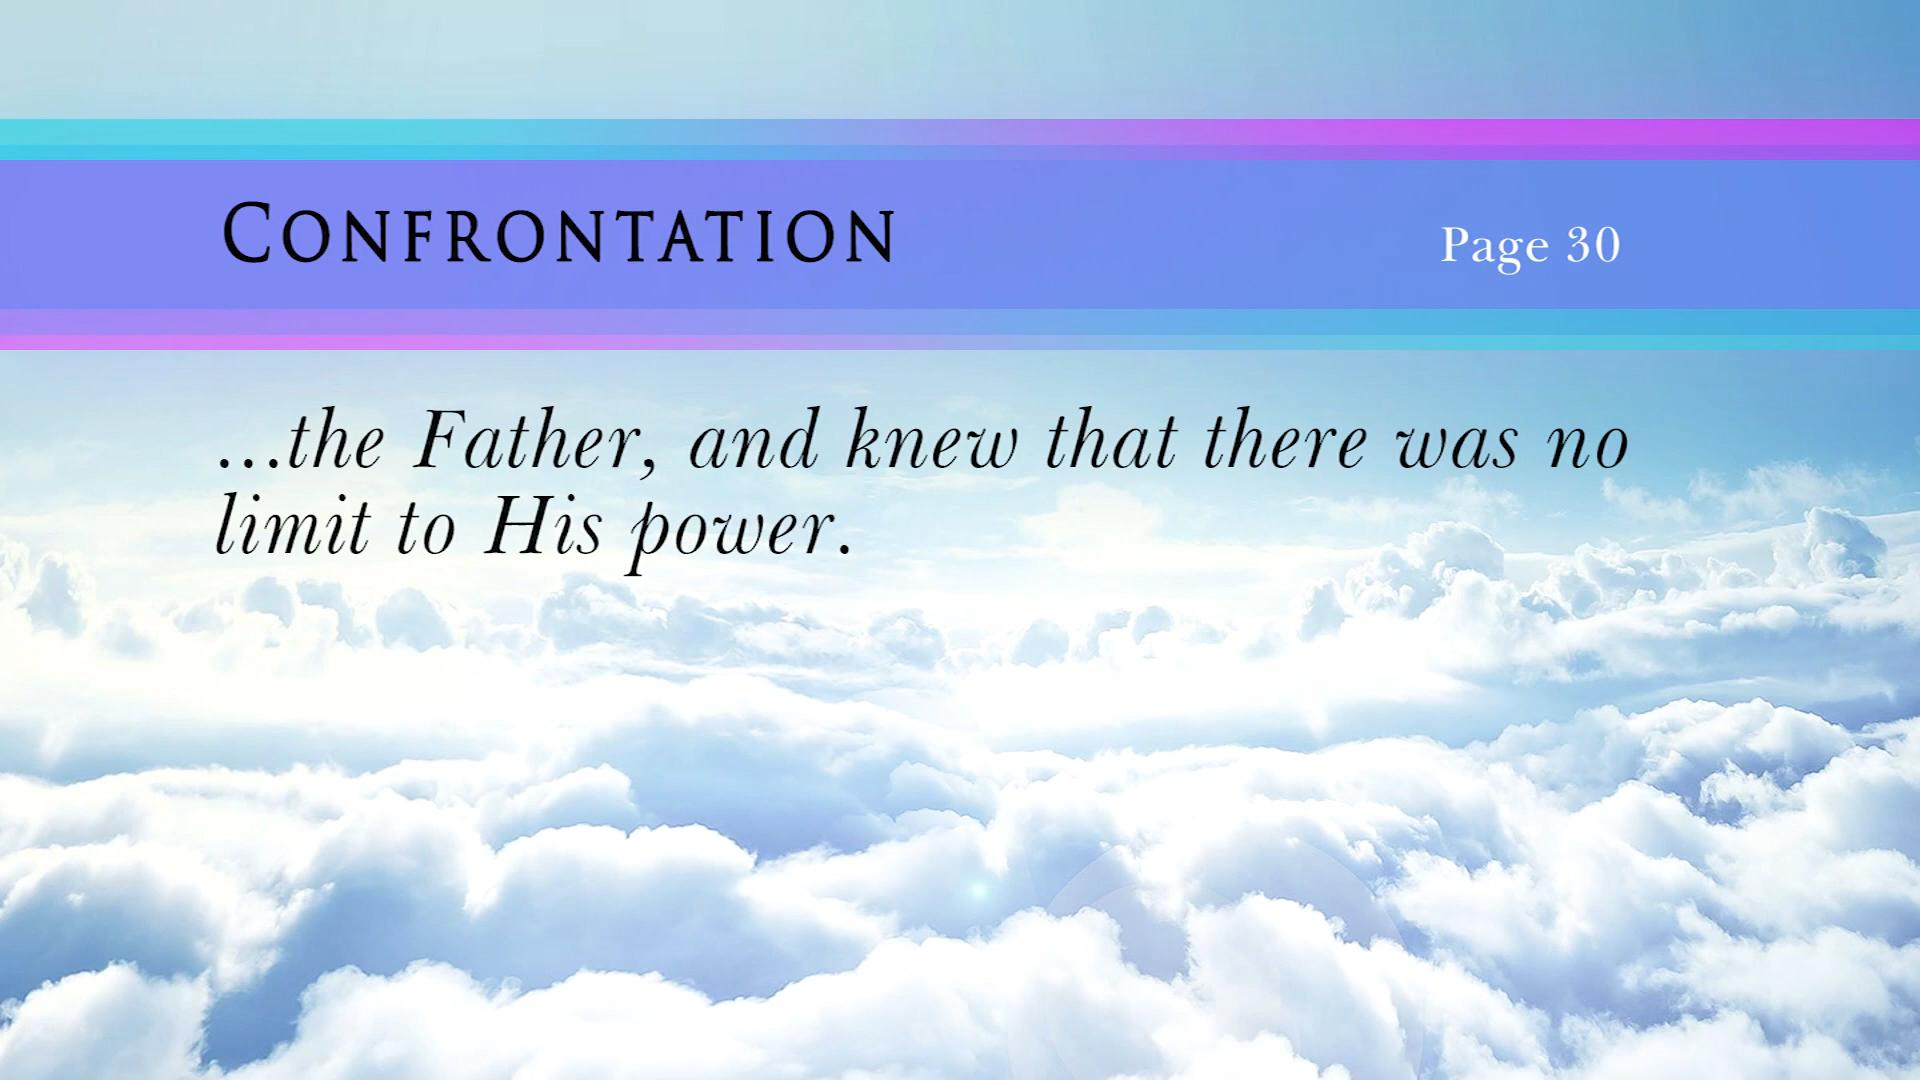 CONFRONTATION
Page 30
...the Father, and knew that there was no
limit to His power.